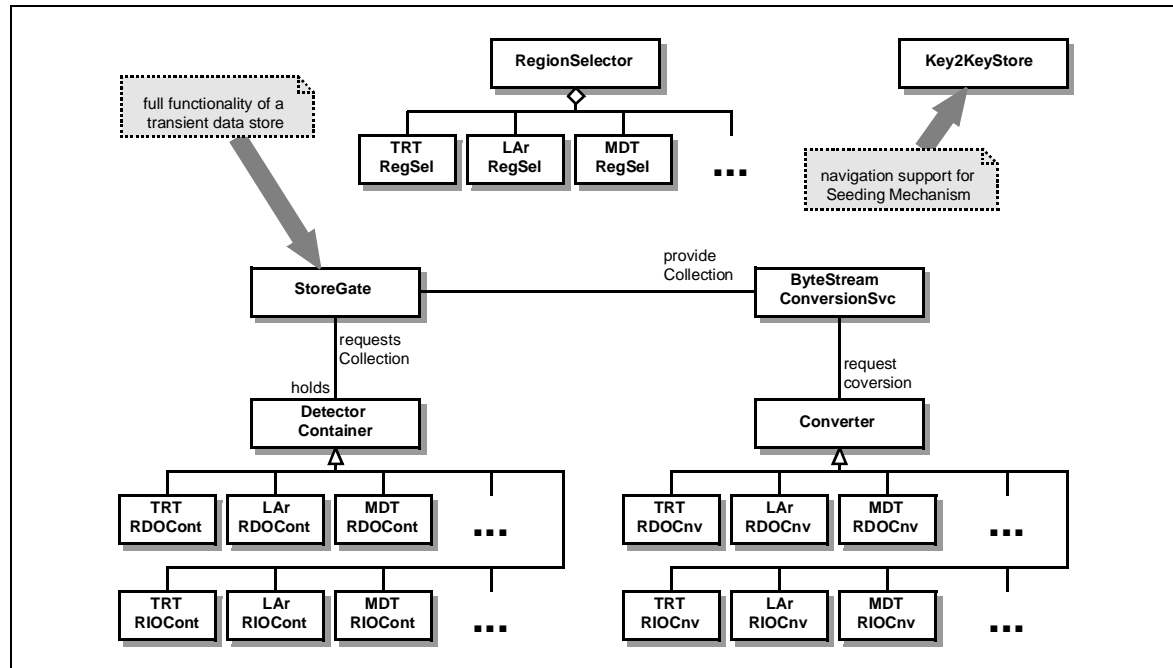 RegionSelector
Key2KeyStore
full functionality of a
transient data store
TRT
RegSel
LAr
RegSel
MDT
RegSel
...
navigation support for
Seeding Mechanism
provide
Collection
StoreGate
ByteStream
ConversionSvc
requests
Collection
request
coversion
holds
Detector
Container
Converter
TRT
RDOCont
LAr
RDOCont
MDT
RDOCont
...
TRT
RDOCnv
LAr
RDOCnv
MDT
RDOCnv
...
TRT
RIOCont
LAr
RIOCont
MDT
RIOCont
...
TRT
RIOCnv
LAr
RIOCnv
MDT
RIOCnv
...